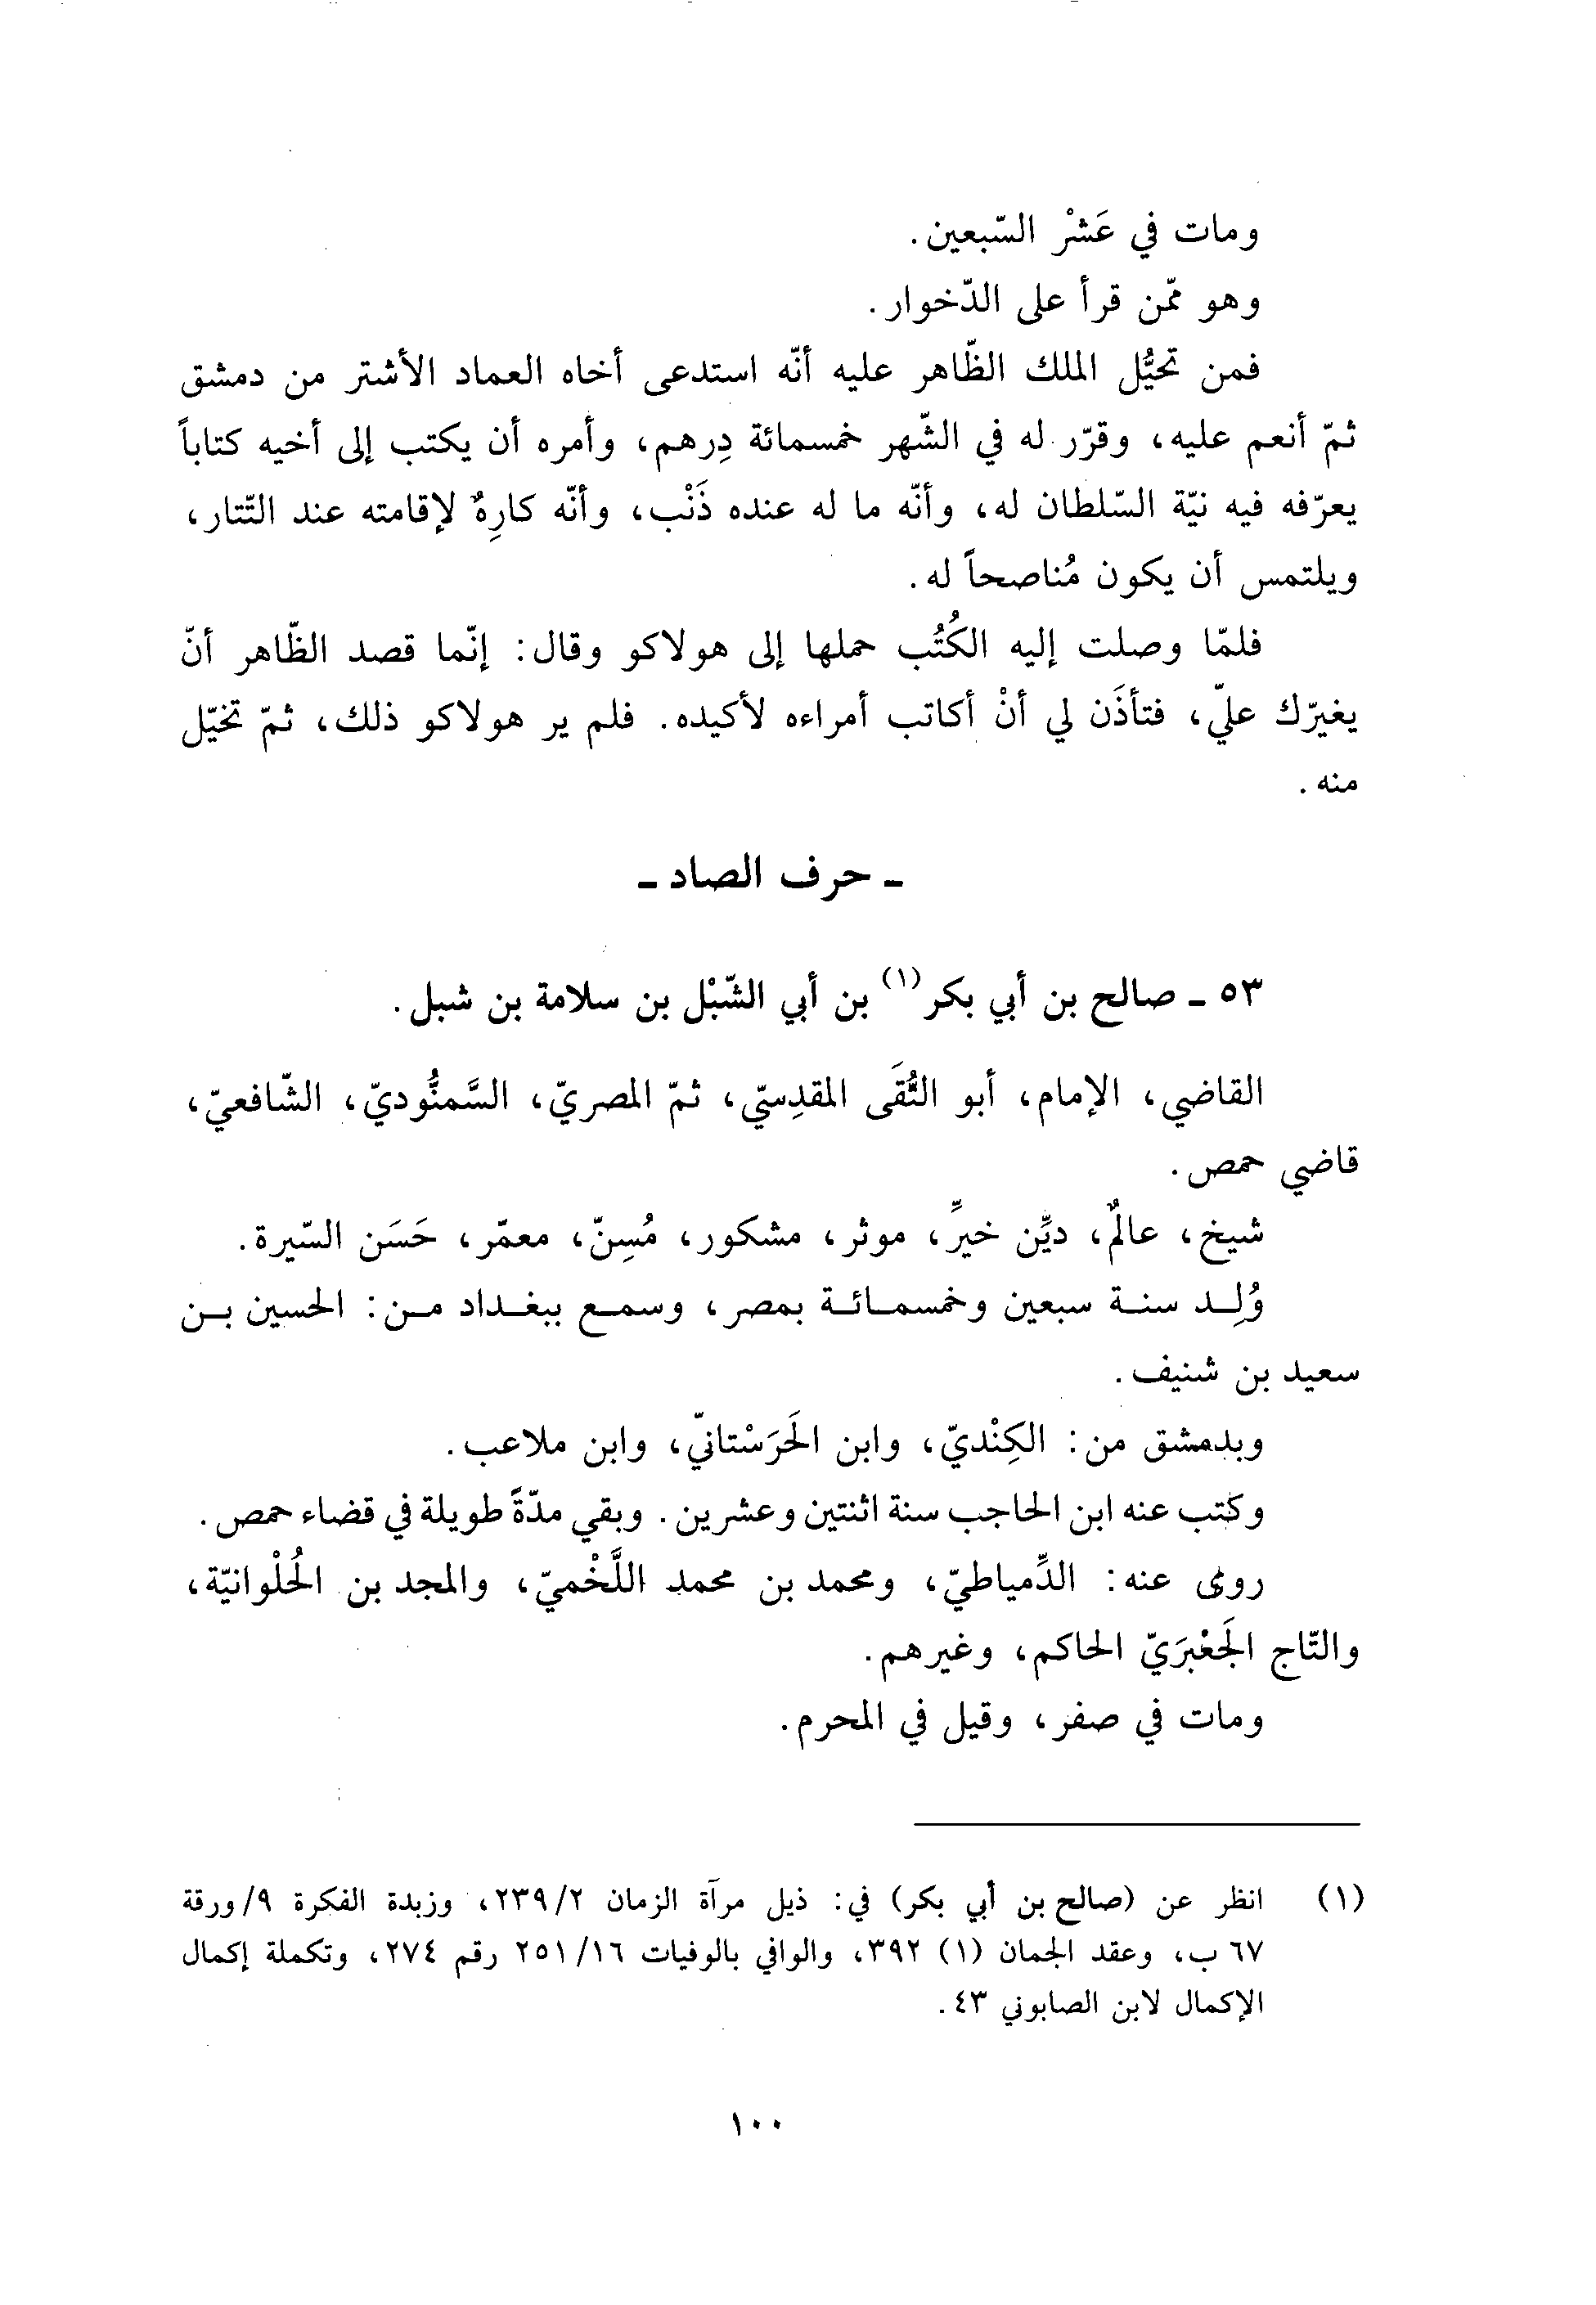 ومات في عَشْر السّبعين.
وهو ممّن قرأ على الدّخوار.
فمن تحيُّل الملك الظّاهر عليه أنّه استدعى أخاه العماد الأشتر من دمشق
ثمّ أنعم عليه، وقرّر له في الشّهر خمسمائة دِرهم، وأمره أن يكتب إلى أخيه كتاباً
يعرّفه فيه نيّة السّلطان له، وأنّه ما له عنده ذَنْب، وأنّه كارِهٌ لإقامته عند التّتار،
ويلتمس أن يكون مُناصحاً له.
فلمّا وصلت إليه الكُتُب حملها إلى هولاكو وقال: إنّما قصد الظّاهر أنّ
يغيرّك عليّ، فتأذَن لي أنْ أكاتب أمراءه لأكيده. فلم ير هولاكو ذلك، ثمّ تخيّل
منه.
ـ حرف الصاد ـ
٥٣ ـ صالح بن أبي بكر(١) بن أبي الشّبْل بن سلامة بن شبل.
القاضي، الإمام، أبو التُّقَى المقدِسيّ، ثمّ المصريّ، السَّمنُّوديّ، الشّافعيّ،
قاضي حمص.
شيخ، عالمٌ، ديِّن خيرِّ، موثر، مشكور، مُسِنّ، معمّر، حَسَن السّيرة.
وُلِد سنة سبعين وخمسمائة بمصر، وسمع ببغداد من: الحسين بن
سعيد بن شنيف.
وبدمشق من: الكِنْديّ، وابن الحَرَسْتانيّ، وابن ملاعب.
وكتب عنه ابن الحاجب سنة اثنتين وعشرين. وبقي مدّةً طويلة في قضاء حمص.
روى عنه: الدِّمياطيّ، ومحمد بن محمد اللَّخْميّ، والمجد بن الحُلْوانيّة،
والتّاج الجَعْبَريّ الحاكم، وغيرهم.
ومات في صفر، وقيل في المحرم.
(١) انظر عن (صالح بن أبي بكر) في: ذيل مرآة الزمان ٢/٢٣٩، وزبدة الفكرة ٩/ورقة
٦٧ ب، وعقد الجمان (١) ٣٩٢، والوافي بالوفيات ١٦/٢٥١ رقم ٢٧٤، وتكملة إكمال
الإكمال لابن الصابوني ٤٣.
١٠٠